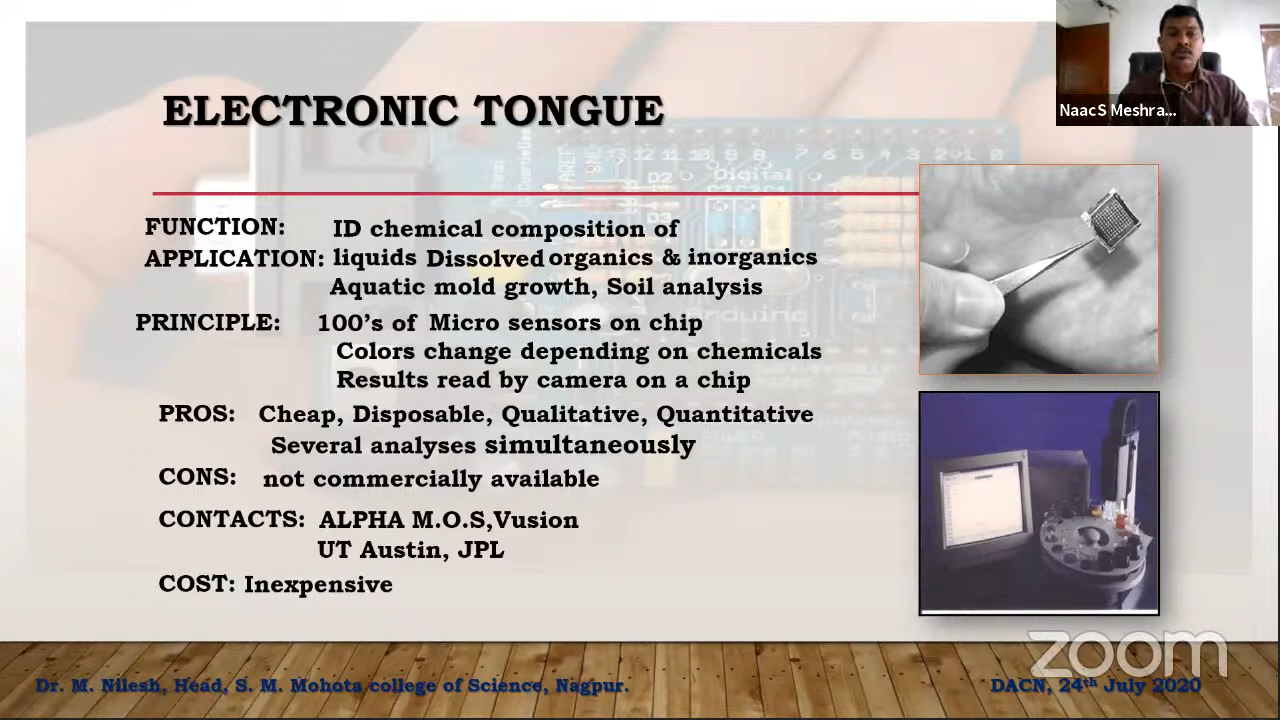 NaacS Meshra...
ELECTRONIC TONGUE
FUNCTION: ID chemical composition of
APPLICATION: liquids Dissolved organics & inorganics
Aquatic mold growth, Soil analysis
PRINCIPLE: 100’s of Micro sensors on chip
Colors change depending on chemicals
Results read by camera on a chip
PROS: Cheap, Disposable, Qualitative, Quantitative
Several analyses simultaneously
CONS: not commercially available
CONTACTS: ALPHA M.O.S,Vusion
UT Austin, JPL
COST: Inexpensive
zoom
Dr. M. Nilesh, Head, S. M. Mohota college of Science, Nagpur. DACN, 24th July 2020